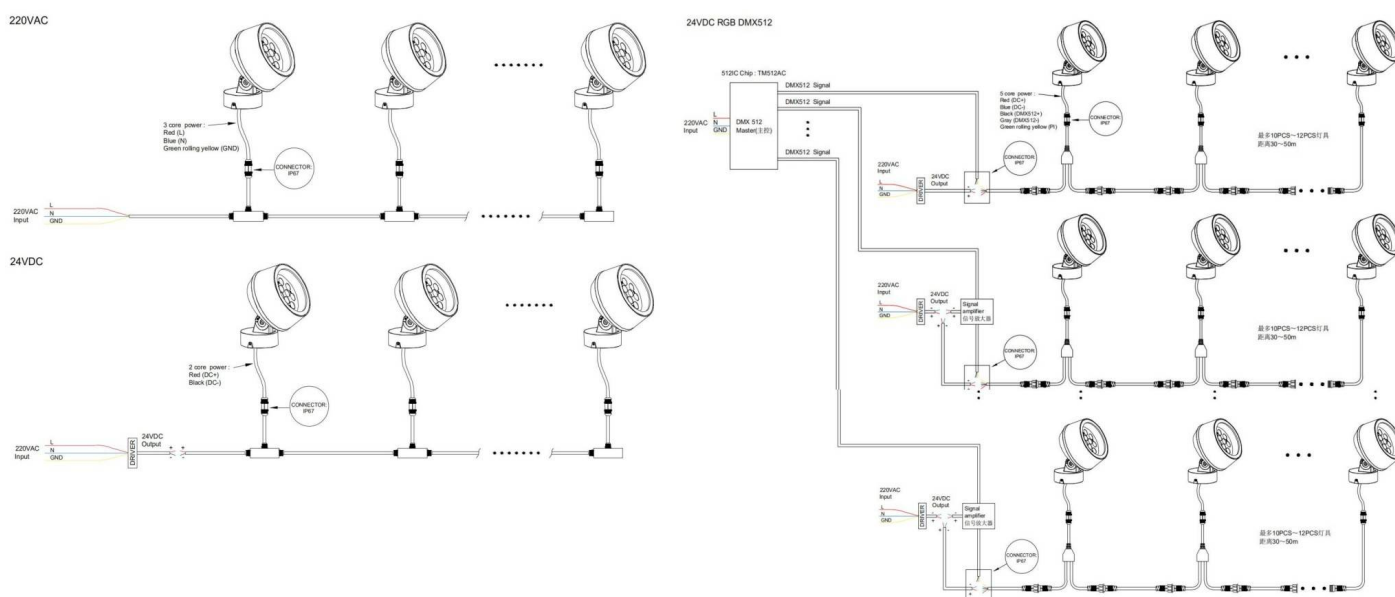 220VAC
3 core power :
Red (L)
Blue (N)
Green rolling yellow (GND)
CONNECTOR:
IP67
L
N
GND
220VAC
Input
24VDC
2 core power :
Red (DC+)
Black (DC-)
CONNECTOR:
IP67
L
N
GND
220VAC
Input
DRIVER
24VDC
Output
+ +
- -
24VDC RGB DMX512
512IC Chip : TM512AC
DMX512 Signal
DMX512 Signal
DMX512 Signal
L
N
GND
220VAC
Input
DMX 512
Master(主控)
5 core power :
Red (DC+)
Blue (DC-)
Black (DMX512+)
Gray (DMX512-)
Green rolling yellow (PI)
CONNECTOR:
IP67
最多10PCS～12PCS灯具
距离30～50m
CONNECTOR:
IP67
220VAC
Input
L
N
GND
DRIVER
24VDC
Output
220VAC
Input
L
N
GND
DRIVER
24VDC
Output
Signal
amplifier
信号放大器
CONNECTOR:
IP67
最多10PCS～12PCS灯具
距离30～50m
220VAC
Input
L
N
GND
DRIVER
24VDC
Output
Signal
amplifier
信号放大器
CONNECTOR:
IP67
最多10PCS～12PCS灯具
距离30～50m